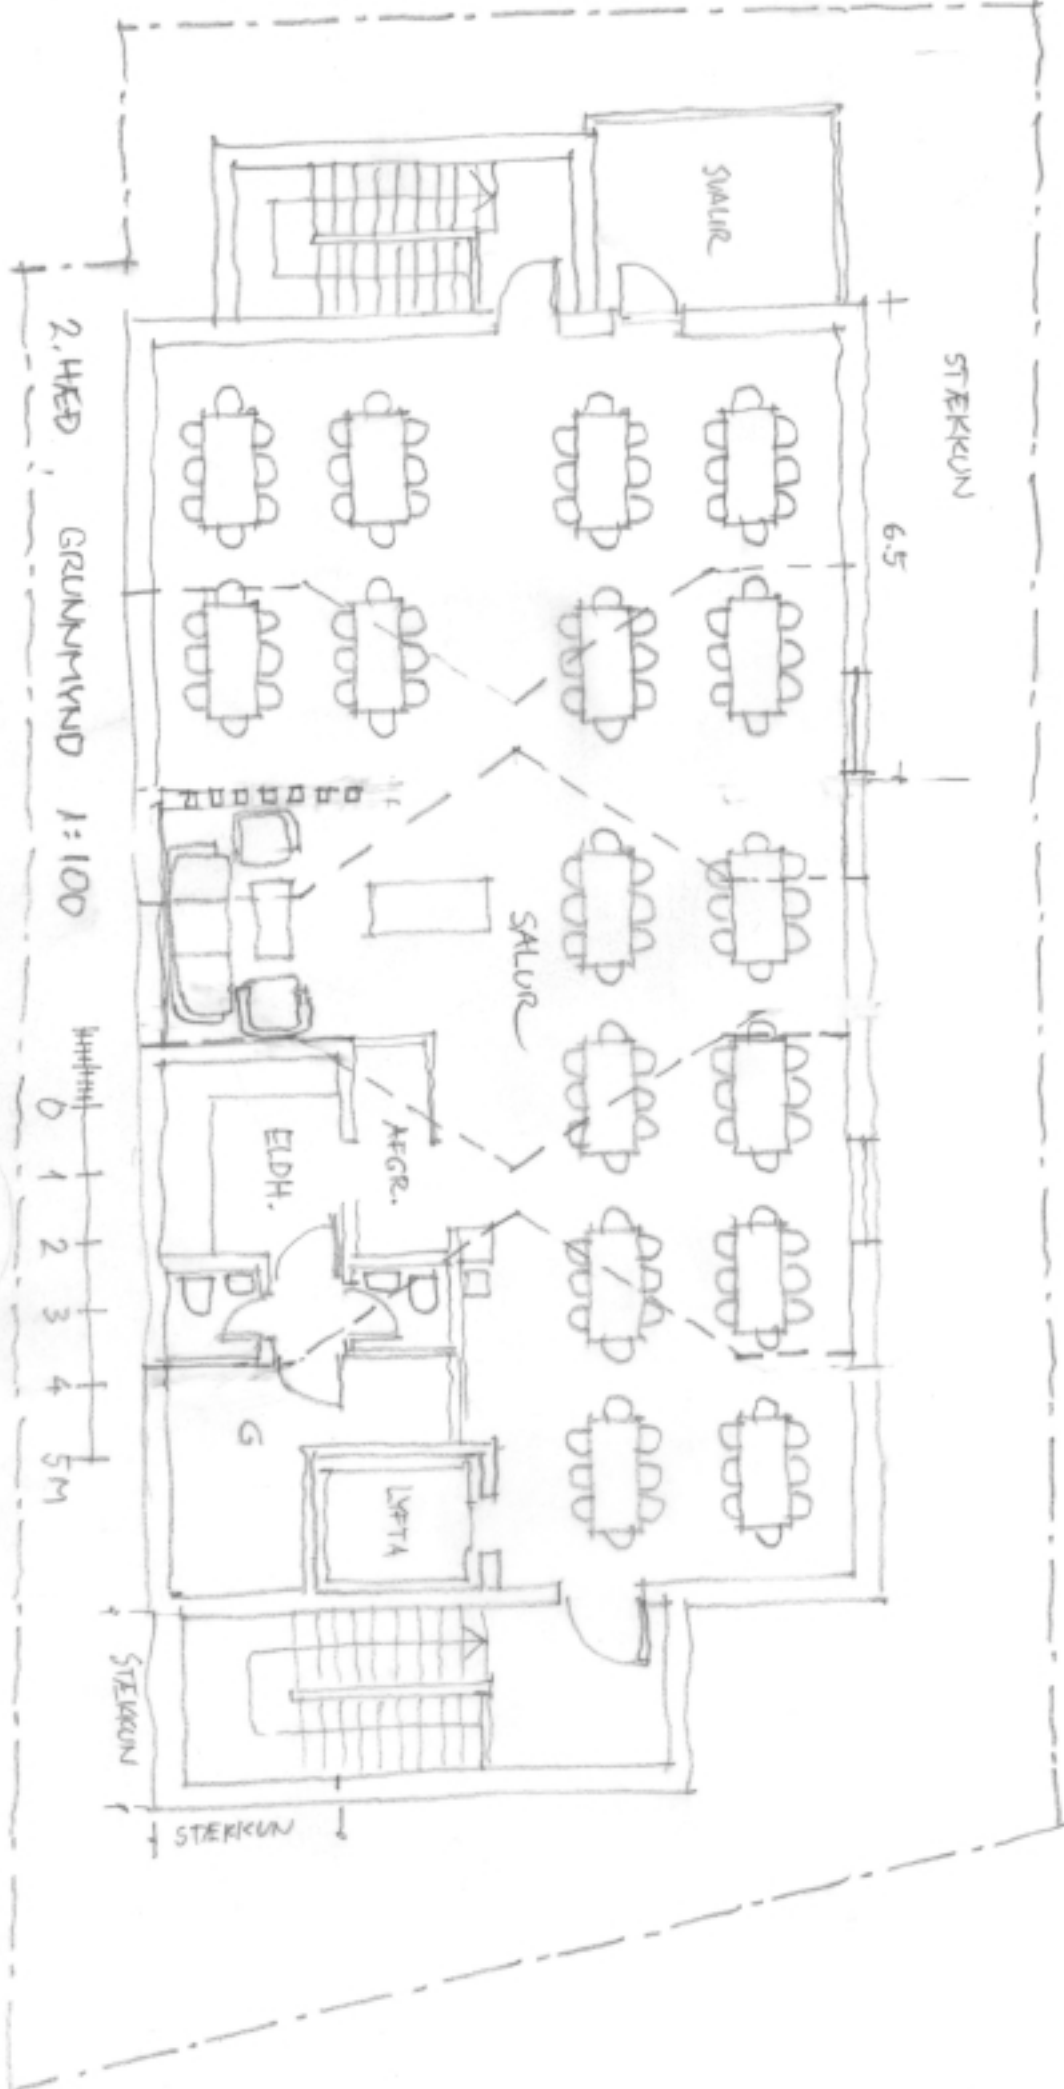 STÆKKUN
6.5
SVALIR
SALUR
AFGR.
ELDH.
G
LYFTA
STÆKKUN
STÆKKUN
2. HÆÐ, GRUNNMYND 1:100
0 1 2 3 4 5M